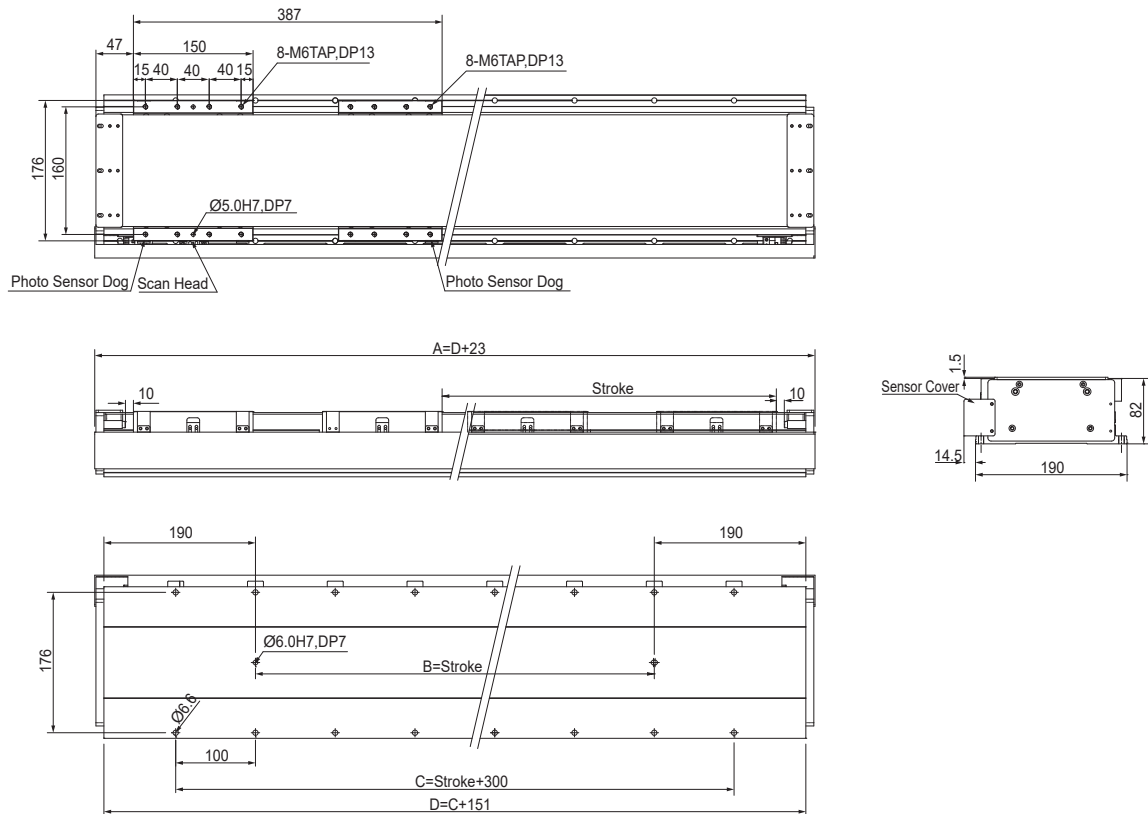 387
47
150
8-M6TAP,DP13
8-M6TAP,DP13
15
40
40
40
15
176
160
Ø5.0H7,DP7
Photo Sensor Dog
Scan Head
Photo Sensor Dog
A=D+23
10
Stroke
10
1.5
Sensor Cover
82
14.5
190
190
190
176
Ø6.0H7,DP7
B=Stroke
Ø6.6
100
C=Stroke+300
D=C+151